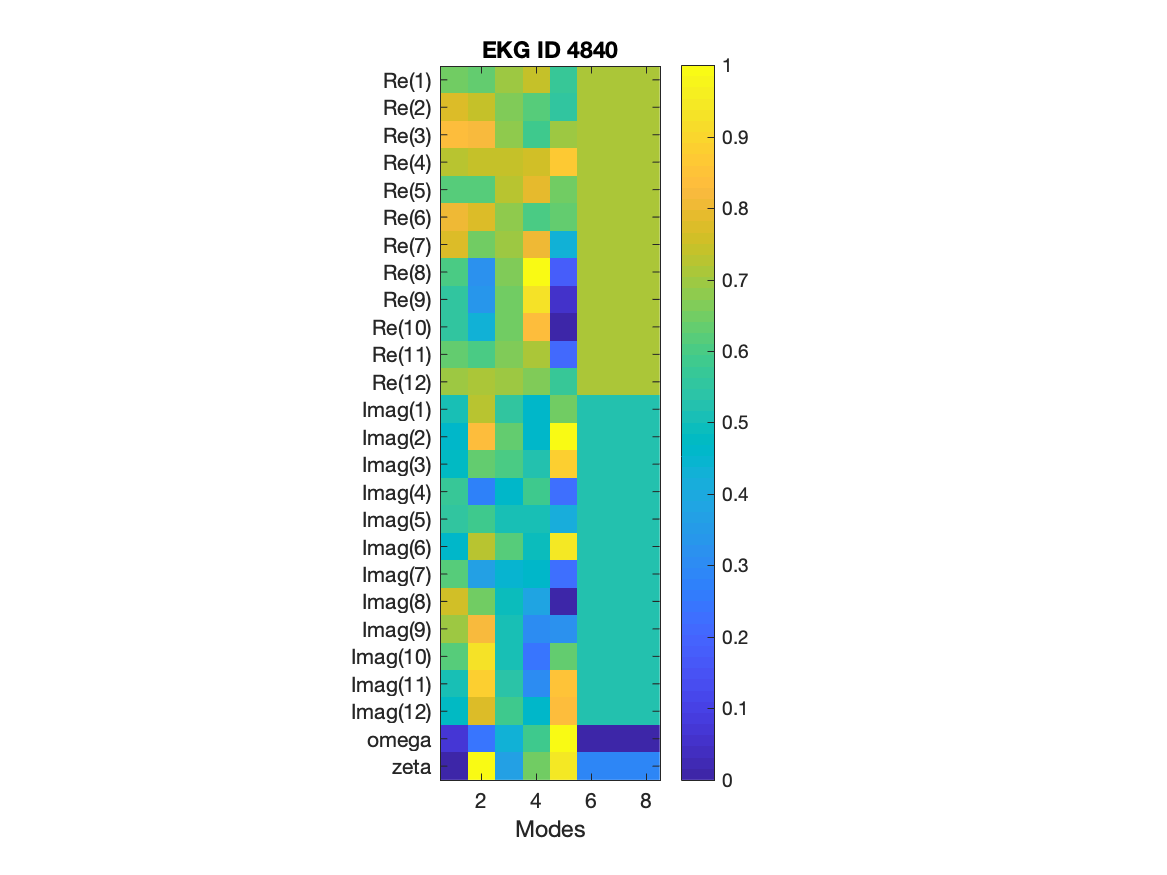 EKG ID 4840
Re(1)
Re(2)
Re(3)
Re(4)
Re(5)
Re(6)
Re(7)
Re(8)
Re(9)
Re(10)
Re(11)
Re(12)
Imag(1)
Imag(2)
Imag(3)
Imag(4)
Imag(5)
Imag(6)
Imag(7)
Imag(8)
Imag(9)
Imag(10)
Imag(11)
Imag(12)
omega
zeta
2 4 6 8
Modes
1
0.9
0.8
0.7
0.6
0.5
0.4
0.3
0.2
0.1
0